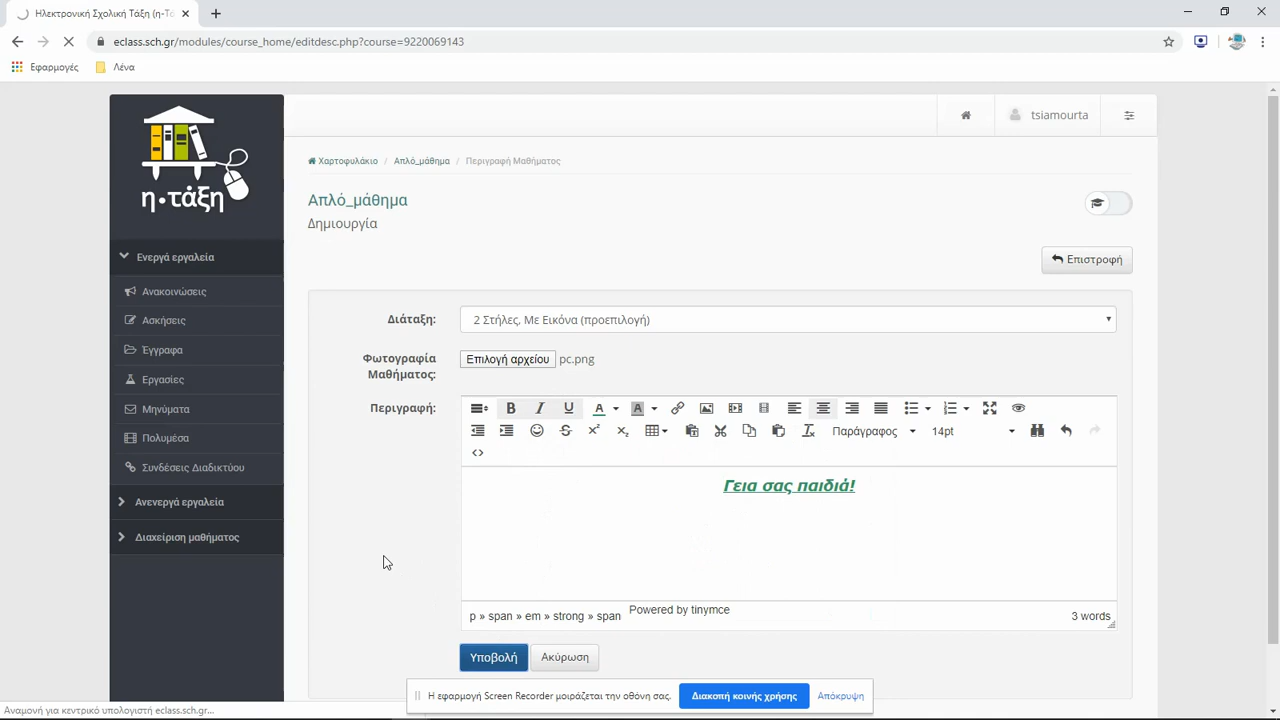 Ηλεκτρονική Σχολική Τάξη (η-Τά
eclass.sch.gr/modules/course_home/editdesc.php?course=9220069143
Εφαρμογές
Λένα
η·τάξη
tsiamourta
Χαρτοφυλάκιο / Απλό_μάθημα / Περιγραφή Μαθήματος
Απλό_μάθημα
Δημιουργία
Επιστροφή
Ενεργά εργαλεία
Ανακοινώσεις
Ασκήσεις
Έγγραφα
Εργασίες
Μηνύματα
Πολυμέσα
Συνδέσεις Διαδικτύου
Ανενεργά εργαλεία
Διαχείριση μαθήματος
Διάταξη:
2 Στήλες, Με Εικόνα (προεπιλογή)
Φωτογραφία
Μαθήματος:
Επιλογή αρχείου pc.png
Περιγραφή:
Παράγραφος
14pt
Γεια σας παιδιά!
p » span » em » strong » span
Powered by tinymce
3 words
Υποβολή
Ακύρωση
Η εφαρμογή Screen Recorder μοιράζεται την οθόνη σας.
Διακοπή κοινής χρήσης
Απόκρυψη
Αναμονή για κεντρικό υπολογιστή eclass.sch.gr...